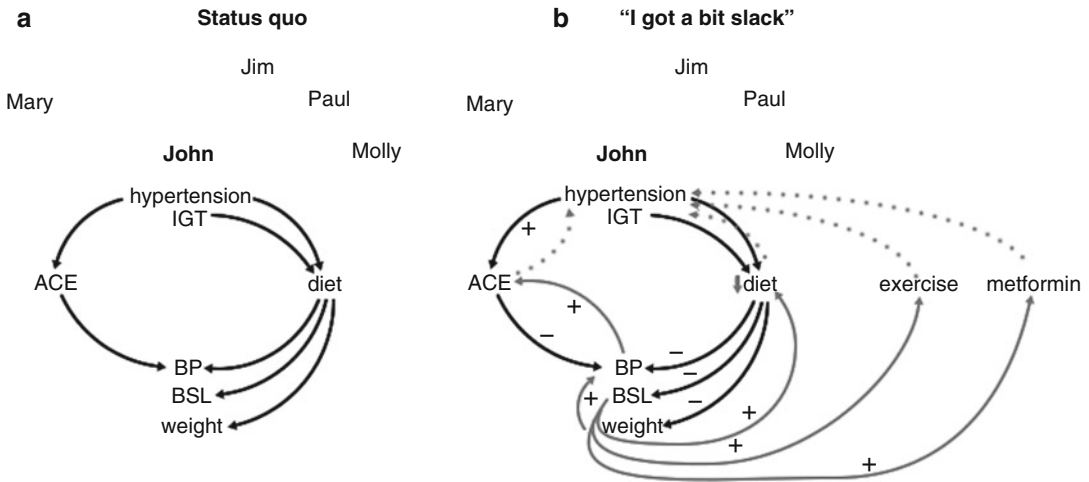 a Status quo
Jim
Mary
Paul
John
Molly
hypertension
IGT
ACE
diet
BP
BSL
weight
b “I got a bit slack”
Jim
Mary
Paul
John
Molly
hypertension
IGT
+
ACE
diet
exercise
metformin
+
−
BP
−
−
BSL
+
−
weight
+
+
+